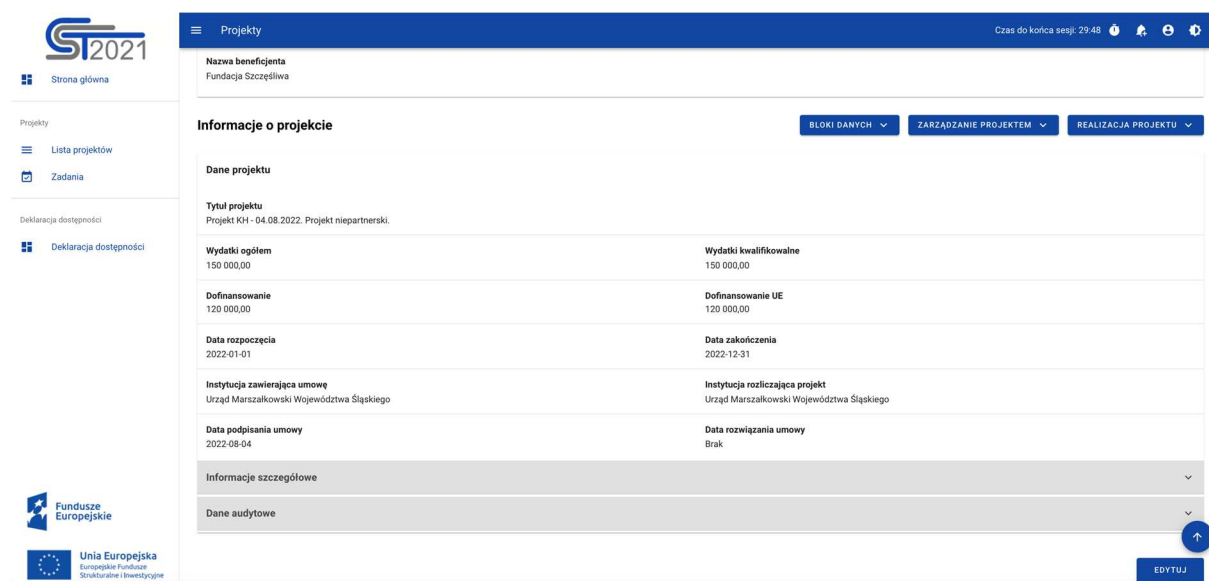 ST2021
Projekty
Czas do końca sesji: 29:48
Strona główna
Projekty
Lista projektów
Zadania
Deklaracja dostępności
Deklaracja dostępności
Nazwa beneficjenta
Fundacja Szczęśliwa
Informacje o projekcie
BLOKI DANYCH
ZARZĄDZANIE PROJEKTEM
REALIZACJA PROJEKTU
Dane projektu
Tytuł projektu
Projekt KH - 04.08.2022. Projekt niepartnerski.
Wydatki ogółem
150 000,00
Wydatki kwalifikowalne
150 000,00
Dofinansowanie
120 000,00
Dofinansowanie UE
120 000,00
Data rozpoczęcia
2022-01-01
Data zakończenia
2022-12-31
Instytucja zawierająca umowę
Urząd Marszałkowski Województwa Śląskiego
Instytucja rozliczająca projekt
Urząd Marszałkowski Województwa Śląskiego
Data podpisania umowy
2022-08-04
Data rozwiązania umowy
Brak
Informacje szczegółowe
Dane audytowe
EDYTUJ
Fundusze
Europejskie
Unia Europejska
Europejskie Fundusze
Strukturalne i Inwestycyjne